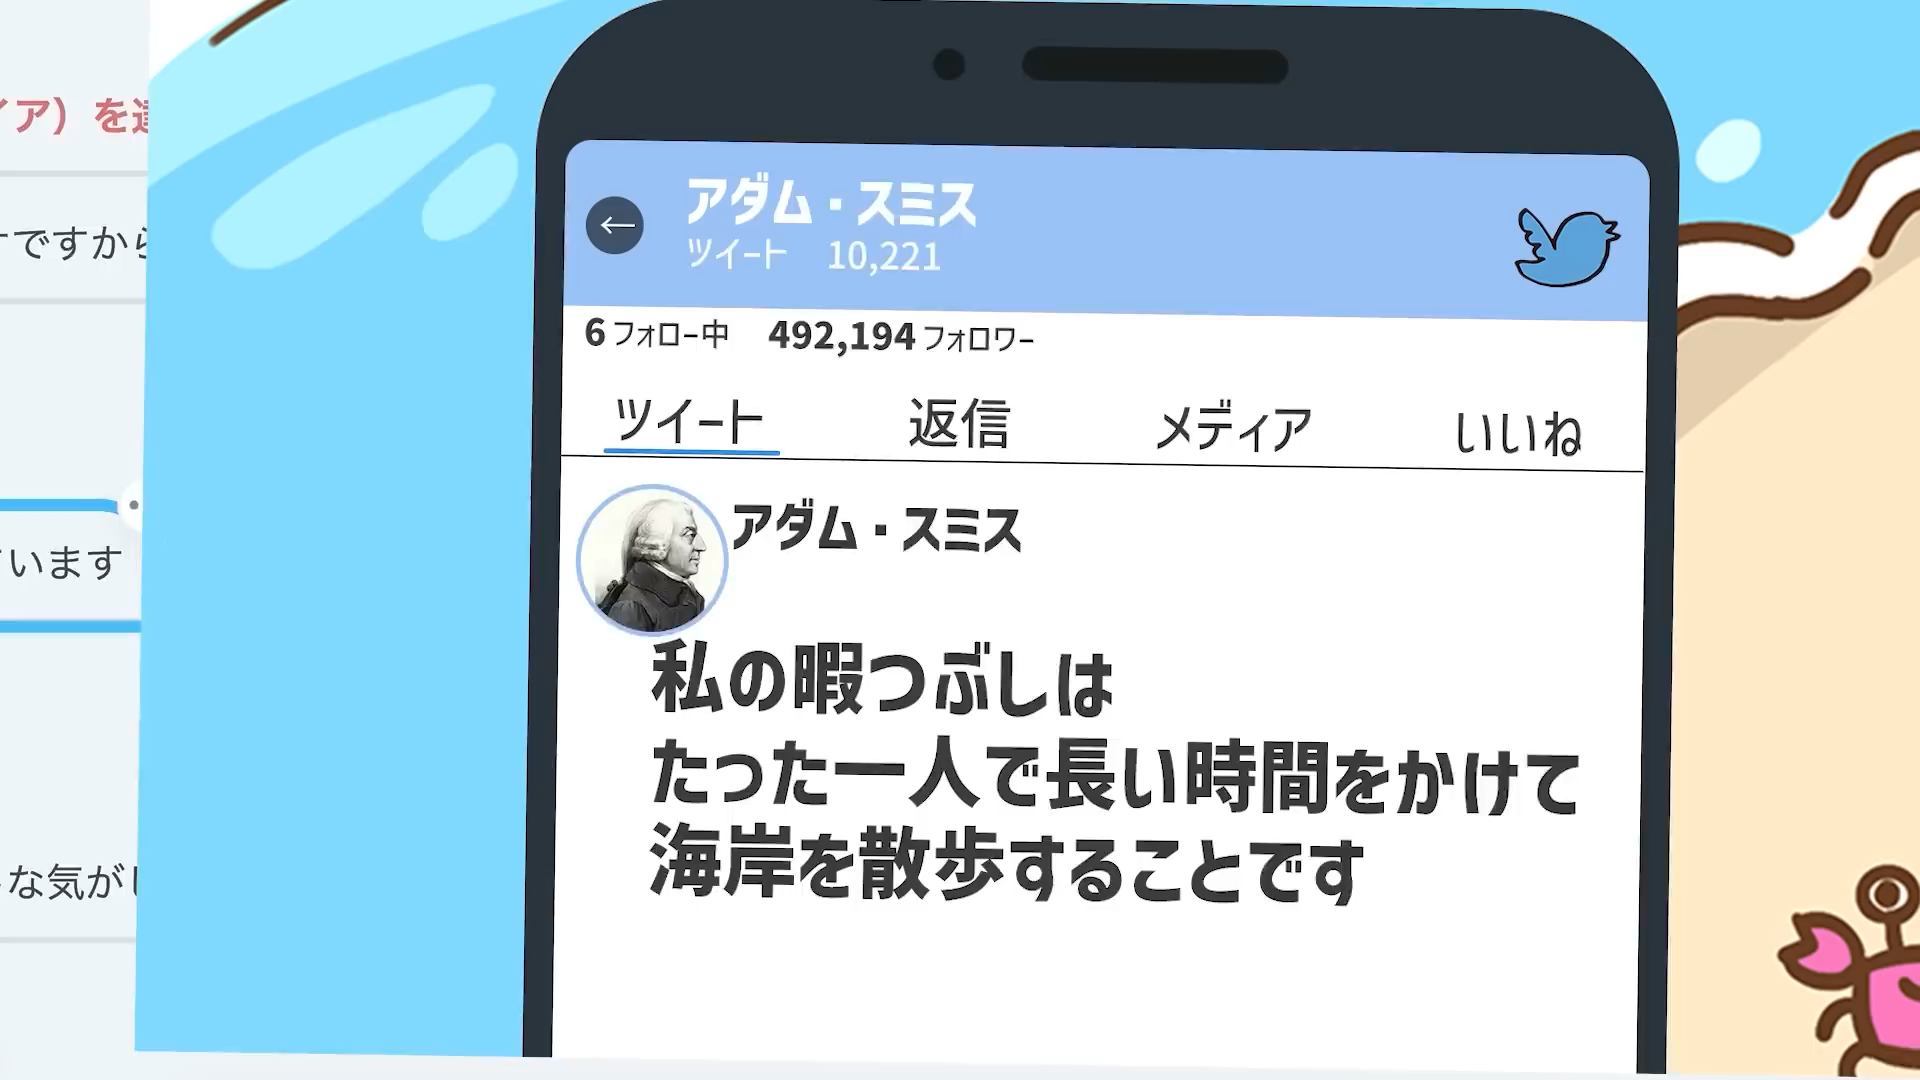 ィア）を
ですから
います
な気が
アダム・スミス
ツイート 10,221
6フォロー中 492,194フォロワー
ツイート 返信 メディア いいね
アダム・スミス
私の暇つぶしは
たった一人で長い時間をかけて
海岸を散歩することです